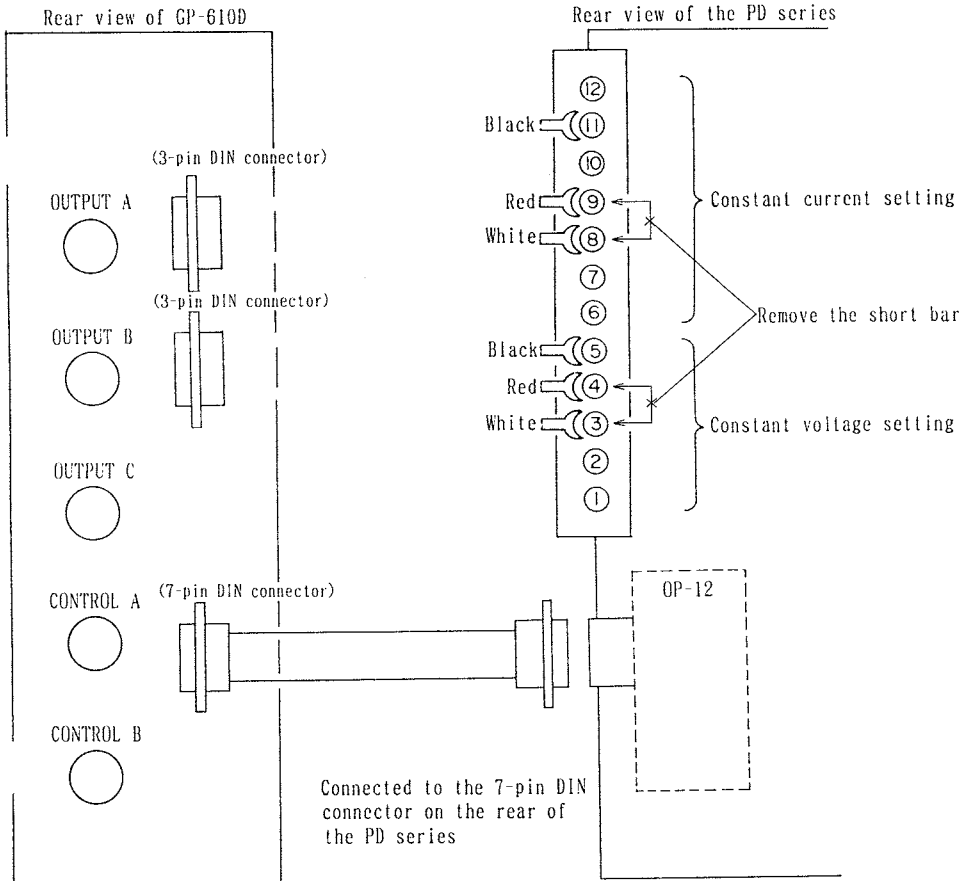 Rear view of GP-610D
Rear view of the PD series
(3-pin DIN connector)
OUTPUT A
(3-pin DIN connector)
OUTPUT B
OUTPUT C
(7-pin DIN connector)
CONTROL A
CONTROL B
12
Black 11
10
Red 9
White 8
7
6
Black 5
Red 4
White 3
2
1
Constant current setting
Remove the short bar
Constant voltage setting
OP-12
Connected to the 7-pin DIN
connector on the rear of
the PD series